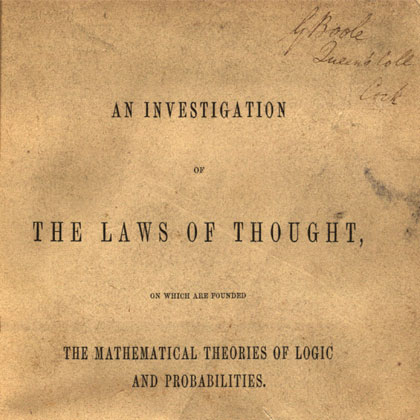 G Boole
Queen's Coll
Cork
AN INVESTIGATION
OF
THE LAWS OF THOUGHT,
ON WHICH ARE FOUNDED
THE MATHEMATICAL THEORIES OF LOGIC
AND PROBABILITIES.